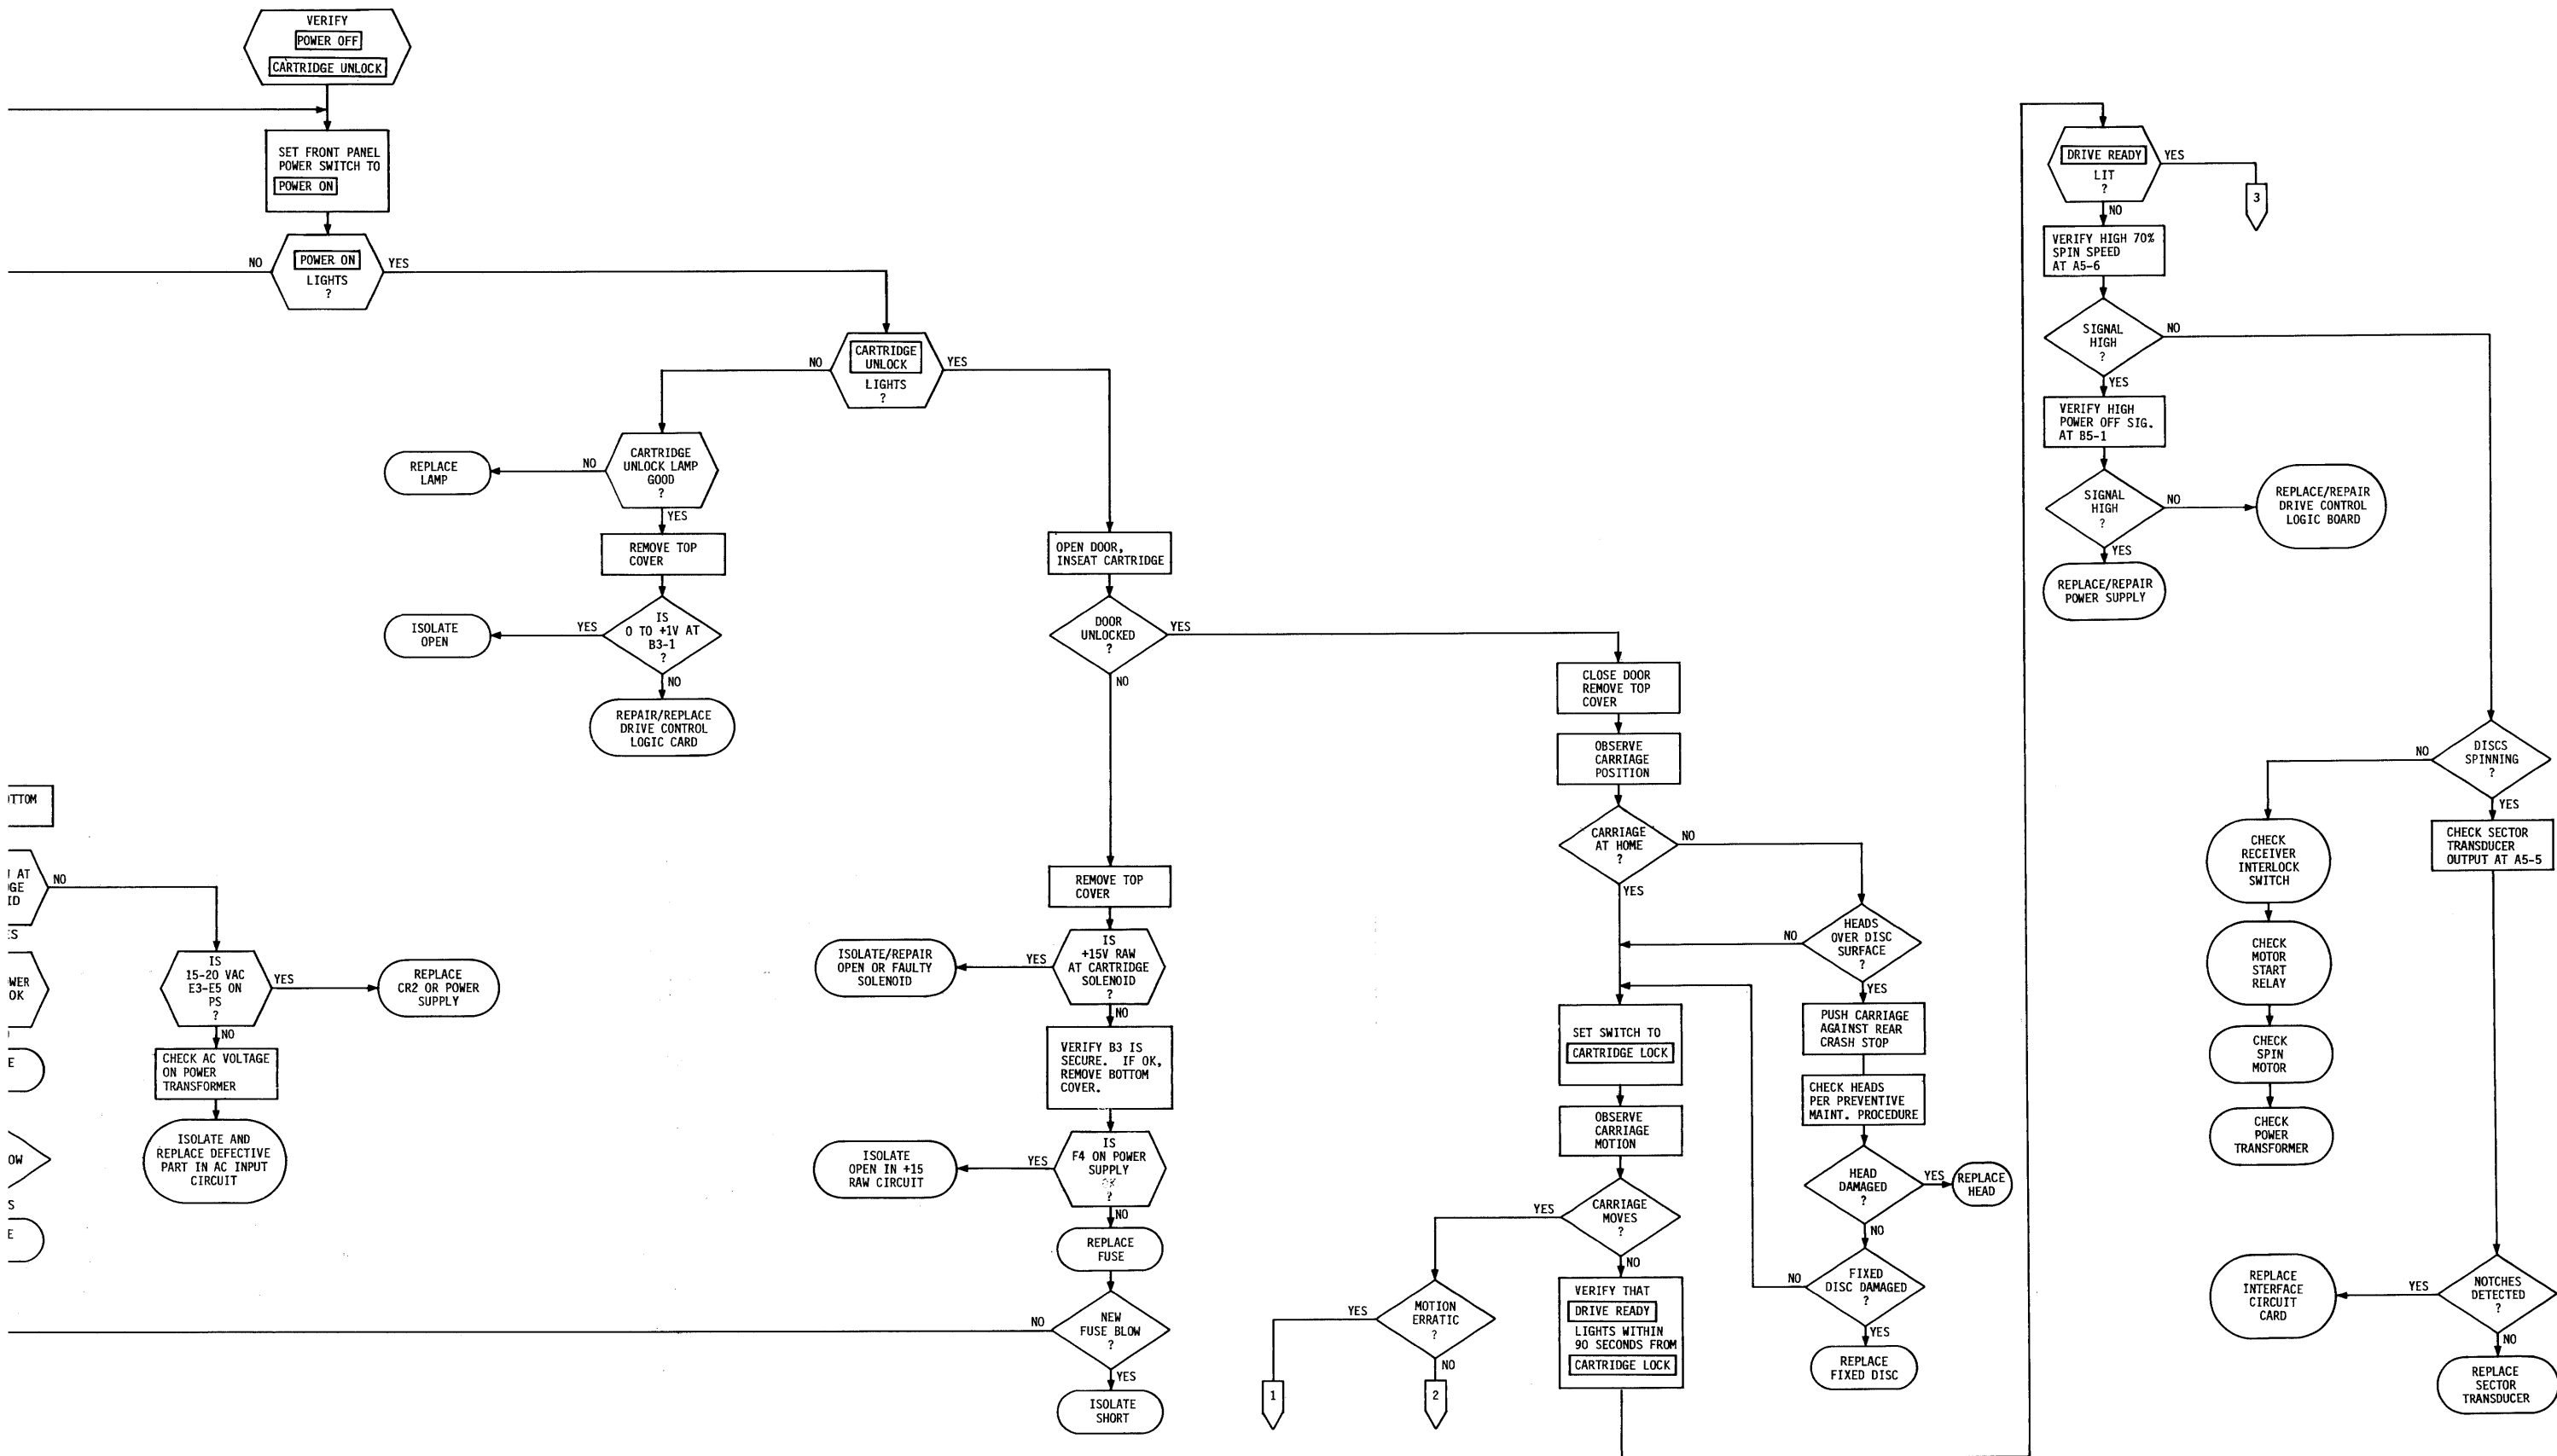 VERIFY
POWER OFF
CARTRIDGE UNLOCK
SET FRONT PANEL
POWER SWITCH TO
POWER ON
NO
POWER ON
LIGHTS
?
YES
NO
CARTRIDGE
UNLOCK
LIGHTS
?
YES
CARTRIDGE
UNLOCK LAMP
GOOD
?
NO
REPLACE
LAMP
YES
REMOVE TOP
COVER
IS
0 TO +1V AT
B3-1
?
YES
ISOLATE
OPEN
NO
REPAIR/REPLACE
DRIVE CONTROL
LOGIC CARD
OPEN DOOR,
INSEAT CARTRIDGE
DOOR
UNLOCKED
?
YES
NO
REMOVE TOP
COVER
IS
+15V RAW
AT CARTRIDGE
SOLENOID
?
YES
ISOLATE/REPAIR
OPEN OR FAULTY
SOLENOID
NO
VERIFY B3 IS
SECURE. IF OK,
REMOVE BOTTOM
COVER.
IS
F4 ON POWER
SUPPLY
OK
?
YES
ISOLATE
OPEN IN +15
RAW CIRCUIT
NO
REPLACE
FUSE
NEW
FUSE BLOW
?
NO
YES
ISOLATE
SHORT
TTOM
AT
GE
ID
NO
ES
WER
OK
E
OW
S
E
IS
15-20 VAC
E3-E5 ON
PS
?
YES
REPLACE
CR2 OR POWER
SUPPLY
NO
CHECK AC VOLTAGE
ON POWER
TRANSFORMER
ISOLATE AND
REPLACE DEFECTIVE
PART IN AC INPUT
CIRCUIT
CLOSE DOOR
REMOVE TOP
COVER
OBSERVE
CARRIAGE
POSITION
CARRIAGE
AT HOME
?
NO
YES
HEADS
OVER DISC
SURFACE
?
NO
YES
PUSH CARRIAGE
AGAINST REAR
CRASH STOP
CHECK HEADS
PER PREVENTIVE
MAINT. PROCEDURE
HEAD
DAMAGED
?
YES
REPLACE
HEAD
NO
FIXED
DISC DAMAGED
?
NO
YES
REPLACE
FIXED DISC
SET SWITCH TO
CARTRIDGE LOCK
OBSERVE
CARRIAGE
MOTION
CARRIAGE
MOVES
?
YES
NO
MOTION
ERRATIC
?
YES
NO
1
2
VERIFY THAT
DRIVE READY
LIGHTS WITHIN
90 SECONDS FROM
CARTRIDGE LOCK
DRIVE READY
LIT
?
YES
3
NO
VERIFY HIGH 70%
SPIN SPEED
AT A5-6
SIGNAL
HIGH
?
NO
YES
VERIFY HIGH
POWER OFF SIG.
AT B5-1
SIGNAL
HIGH
?
NO
REPLACE/REPAIR
DRIVE CONTROL
LOGIC BOARD
YES
REPLACE/REPAIR
POWER SUPPLY
DISCS
SPINNING
?
NO
YES
CHECK
RECEIVER
INTERLOCK
SWITCH
CHECK
MOTOR
START
RELAY
CHECK
SPIN
MOTOR
CHECK
POWER
TRANSFORMER
CHECK SECTOR
TRANSDUCER
OUTPUT AT A5-5
NOTCHES
DETECTED
?
YES
REPLACE
INTERFACE
CIRCUIT
CARD
NO
REPLACE
SECTOR
TRANSDUCER